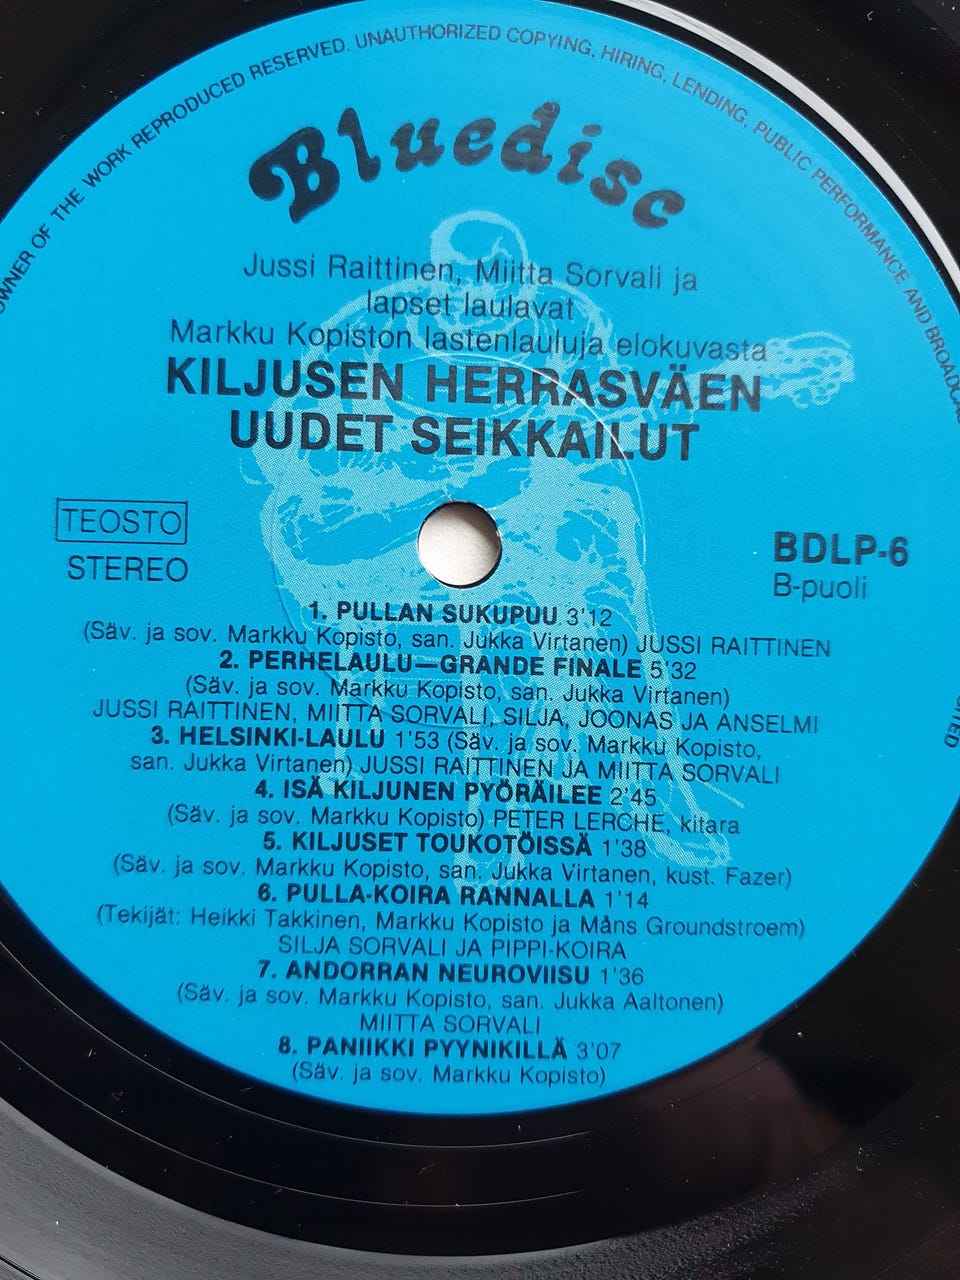 OWNER OF THE WORK REPRODUCED RESERVED. UNAUTHORIZED COPYING, HIRING, LENDING, PUBLIC PERFORMANCE AND
Bluedisc
Jussi Raittinen, Miitta Sorvali ja
lapset laulavat
Markku Kopiston lastenlauluja elokuvasta
KILJUSEN HERRASVÄEN
UUDET SEIKKAILUT
TEOSTO
STEREO
BDLP-6
B-puoli
1. PULLAN SUKUPUU 3'12
(Säv. ja sov. Markku Kopisto, san. Jukka Virtanen) JUSSI RAITTINEN
2. PERHELAULU—GRANDE FINALE 5'32
(Säv. ja sov. Markku Kopisto, san. Jukka Virtanen)
JUSSI RAITTINEN, MIITTA SORVALI, SILJA, JOONAS JA ANSELMI
3. HELSINKI-LAULU 1'53 (Säv. ja sov. Markku Kopisto,
san. Jukka Virtanen) JUSSI RAITTINEN JA MIITTA SORVALI
4. ISÄ KILJUNEN PYÖRÄILEE 2'45
(Säv. ja sov. Markku Kopisto) PETER LERCHE, kitara
5. KILJUSET TOUKOTÖISSÄ 1'38
(Säv. ja sov. Markku Kopisto, san. Jukka Virtanen, kust. Fazer)
6. PULLA-KOIRA RANNALLA 1'14
(Tekijät: Heikki Takkinen, Markku Kopisto ja Måns Groundstroem)
SILJA SORVALI JA PIPPI-KOIRA
7. ANDORRAN NEUROVIISU 1'36
(Säv. ja sov. Markku Kopisto, san. Jukka Aaltonen)
MIITTA SORVALI
8. PANIIKKI PYYNIKILLÄ 3'07
(Säv. ja sov. Markku Kopisto)